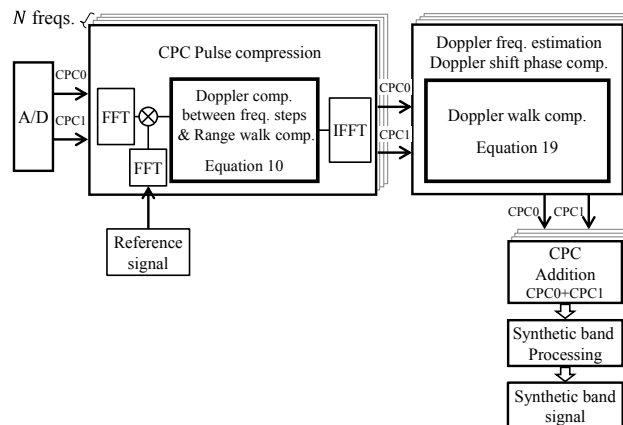 N freqs.
CPC Pulse compression
A/D
CPC0
CPC1
FFT
FFT
Doppler comp.
between freq. steps
& Range walk comp.
Equation 10
IFFT
Reference
signal
CPC0
CPC1
Doppler freq. estimation
Doppler shift phase comp.
Doppler walk comp.
Equation 19
CPC0
CPC1
CPC
Addition
CPC0+CPC1
Synthetic band
Processing
Synthetic band
signal